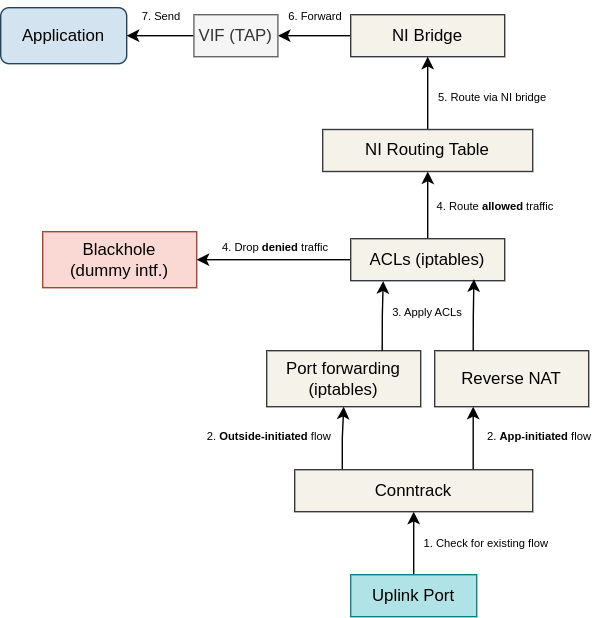 7. Send
6. Forward
Application
VIF (TAP)
NI Bridge
5. Route via NI bridge
NI Routing Table
4. Route allowed traffic
4. Drop denied traffic
Blackhole
(dummy intf.)
ACLs (iptables)
3. Apply ACLs
Port forwarding
(iptables)
Reverse NAT
2. Outside-initiated flow
2. App-initiated flow
Conntrack
1. Check for existing flow
Uplink Port